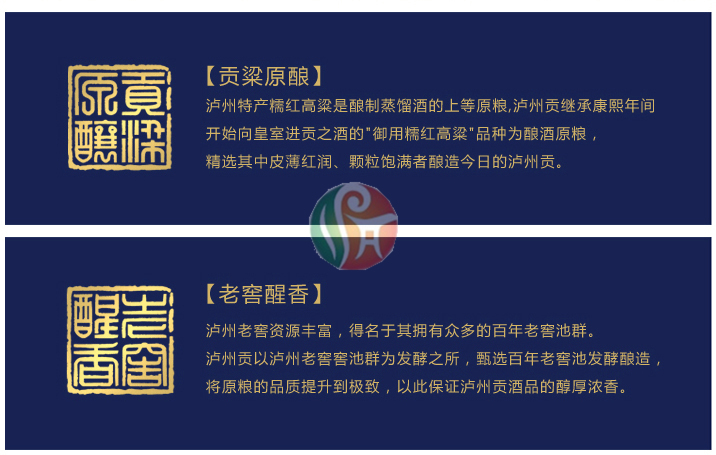 貢粱
原釀
【贡粱原酿】
泸州特产糯红高粱是酿制蒸馏酒的上等原粮,泸州贡继承康熙年间
开始向皇室进贡之酒的"御用糯红高粱"品种为酿酒原粮，
精选其中皮薄红润、颗粒饱满者酿造今日的泸州贡。
老窖
醒香
【老窖醒香】
泸州老窖资源丰富，得名于其拥有众多的百年老窖池群。
泸州贡以泸州老窖窖池群为发酵之所，甄选百年老窖池发酵酿造，
将原粮的品质提升到极致，以此保证泸州贡酒品的醇厚浓香。